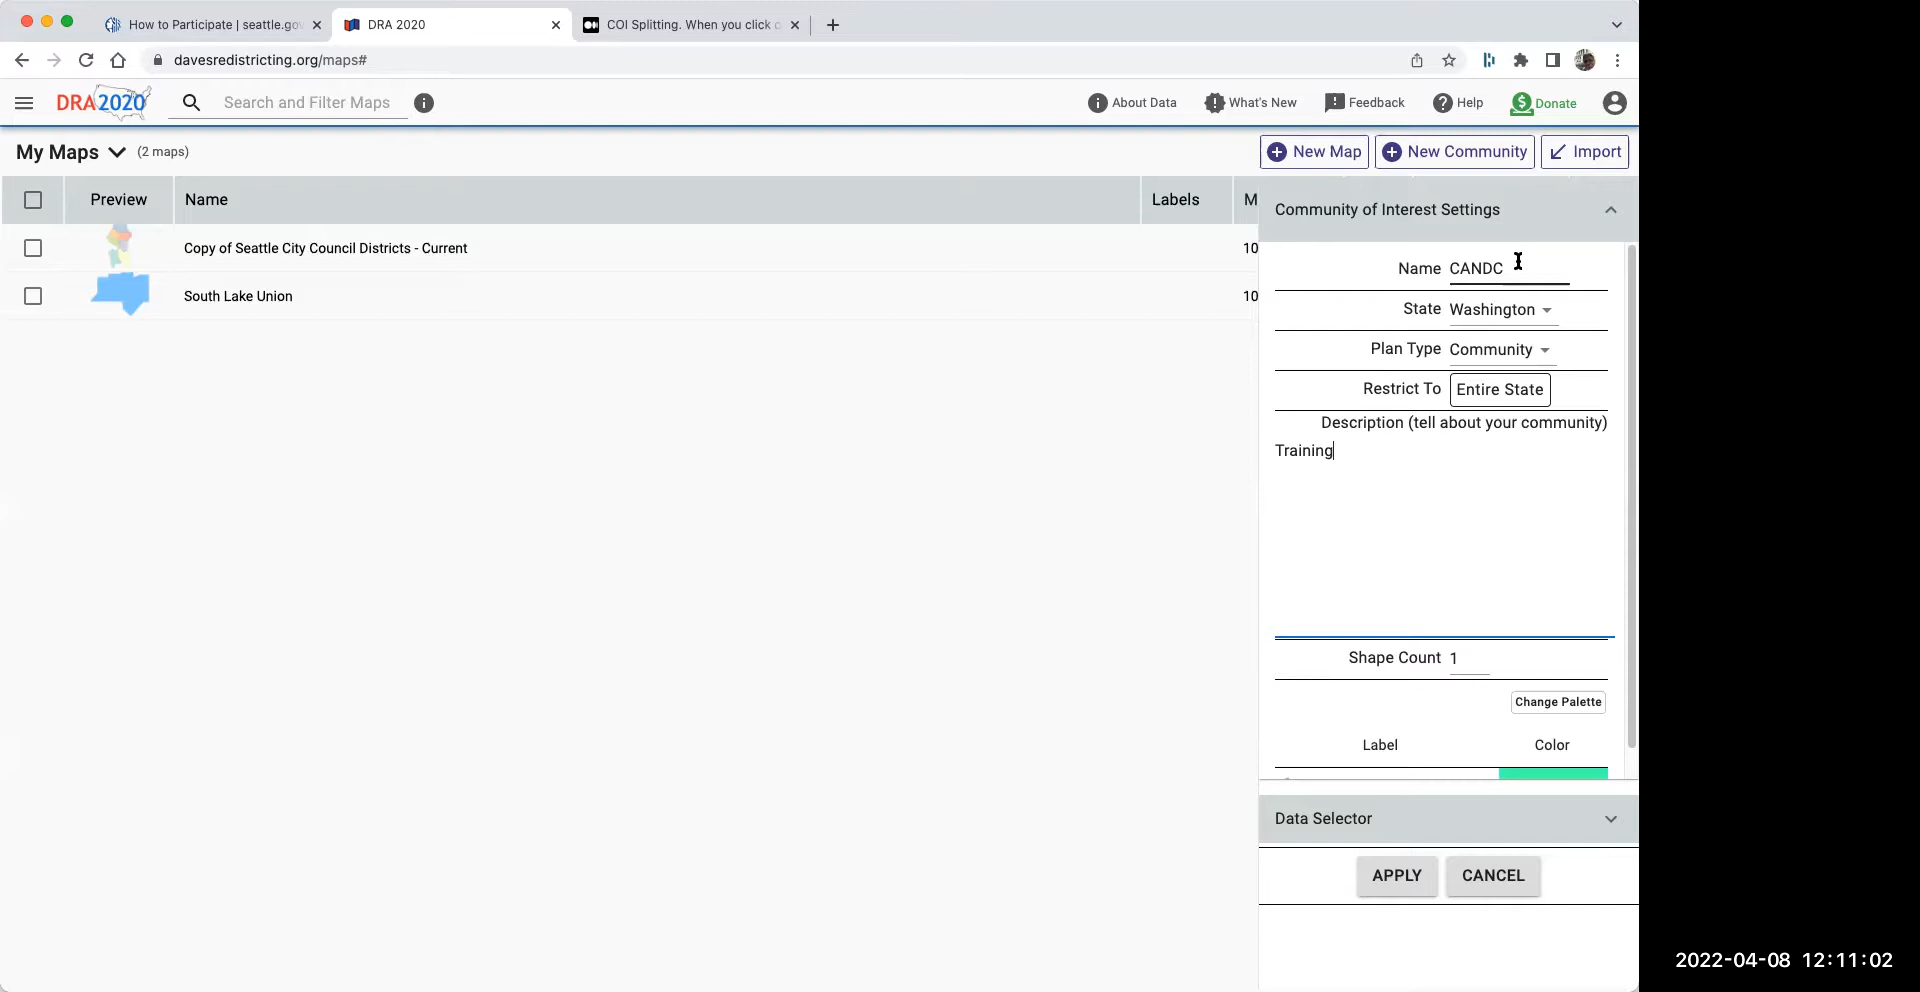 How to Participate | seattle.gov
DRA 2020
COI Splitting. When you click o
davesredistricting.org/maps#
DRA2020
Search and Filter Maps
About Data
What's New
Feedback
Help
Donate
My Maps (2 maps)
New Map
New Community
Import
Preview
Name
Labels
M
Copy of Seattle City Council Districts - Current
10
South Lake Union
10
Community of Interest Settings
Name CANDC
State Washington
Plan Type Community
Restrict To Entire State
Description (tell about your community)
Training
Shape Count 1
Change Palette
Label Color
Data Selector
APPLY CANCEL
2022-04-08 12:11:02